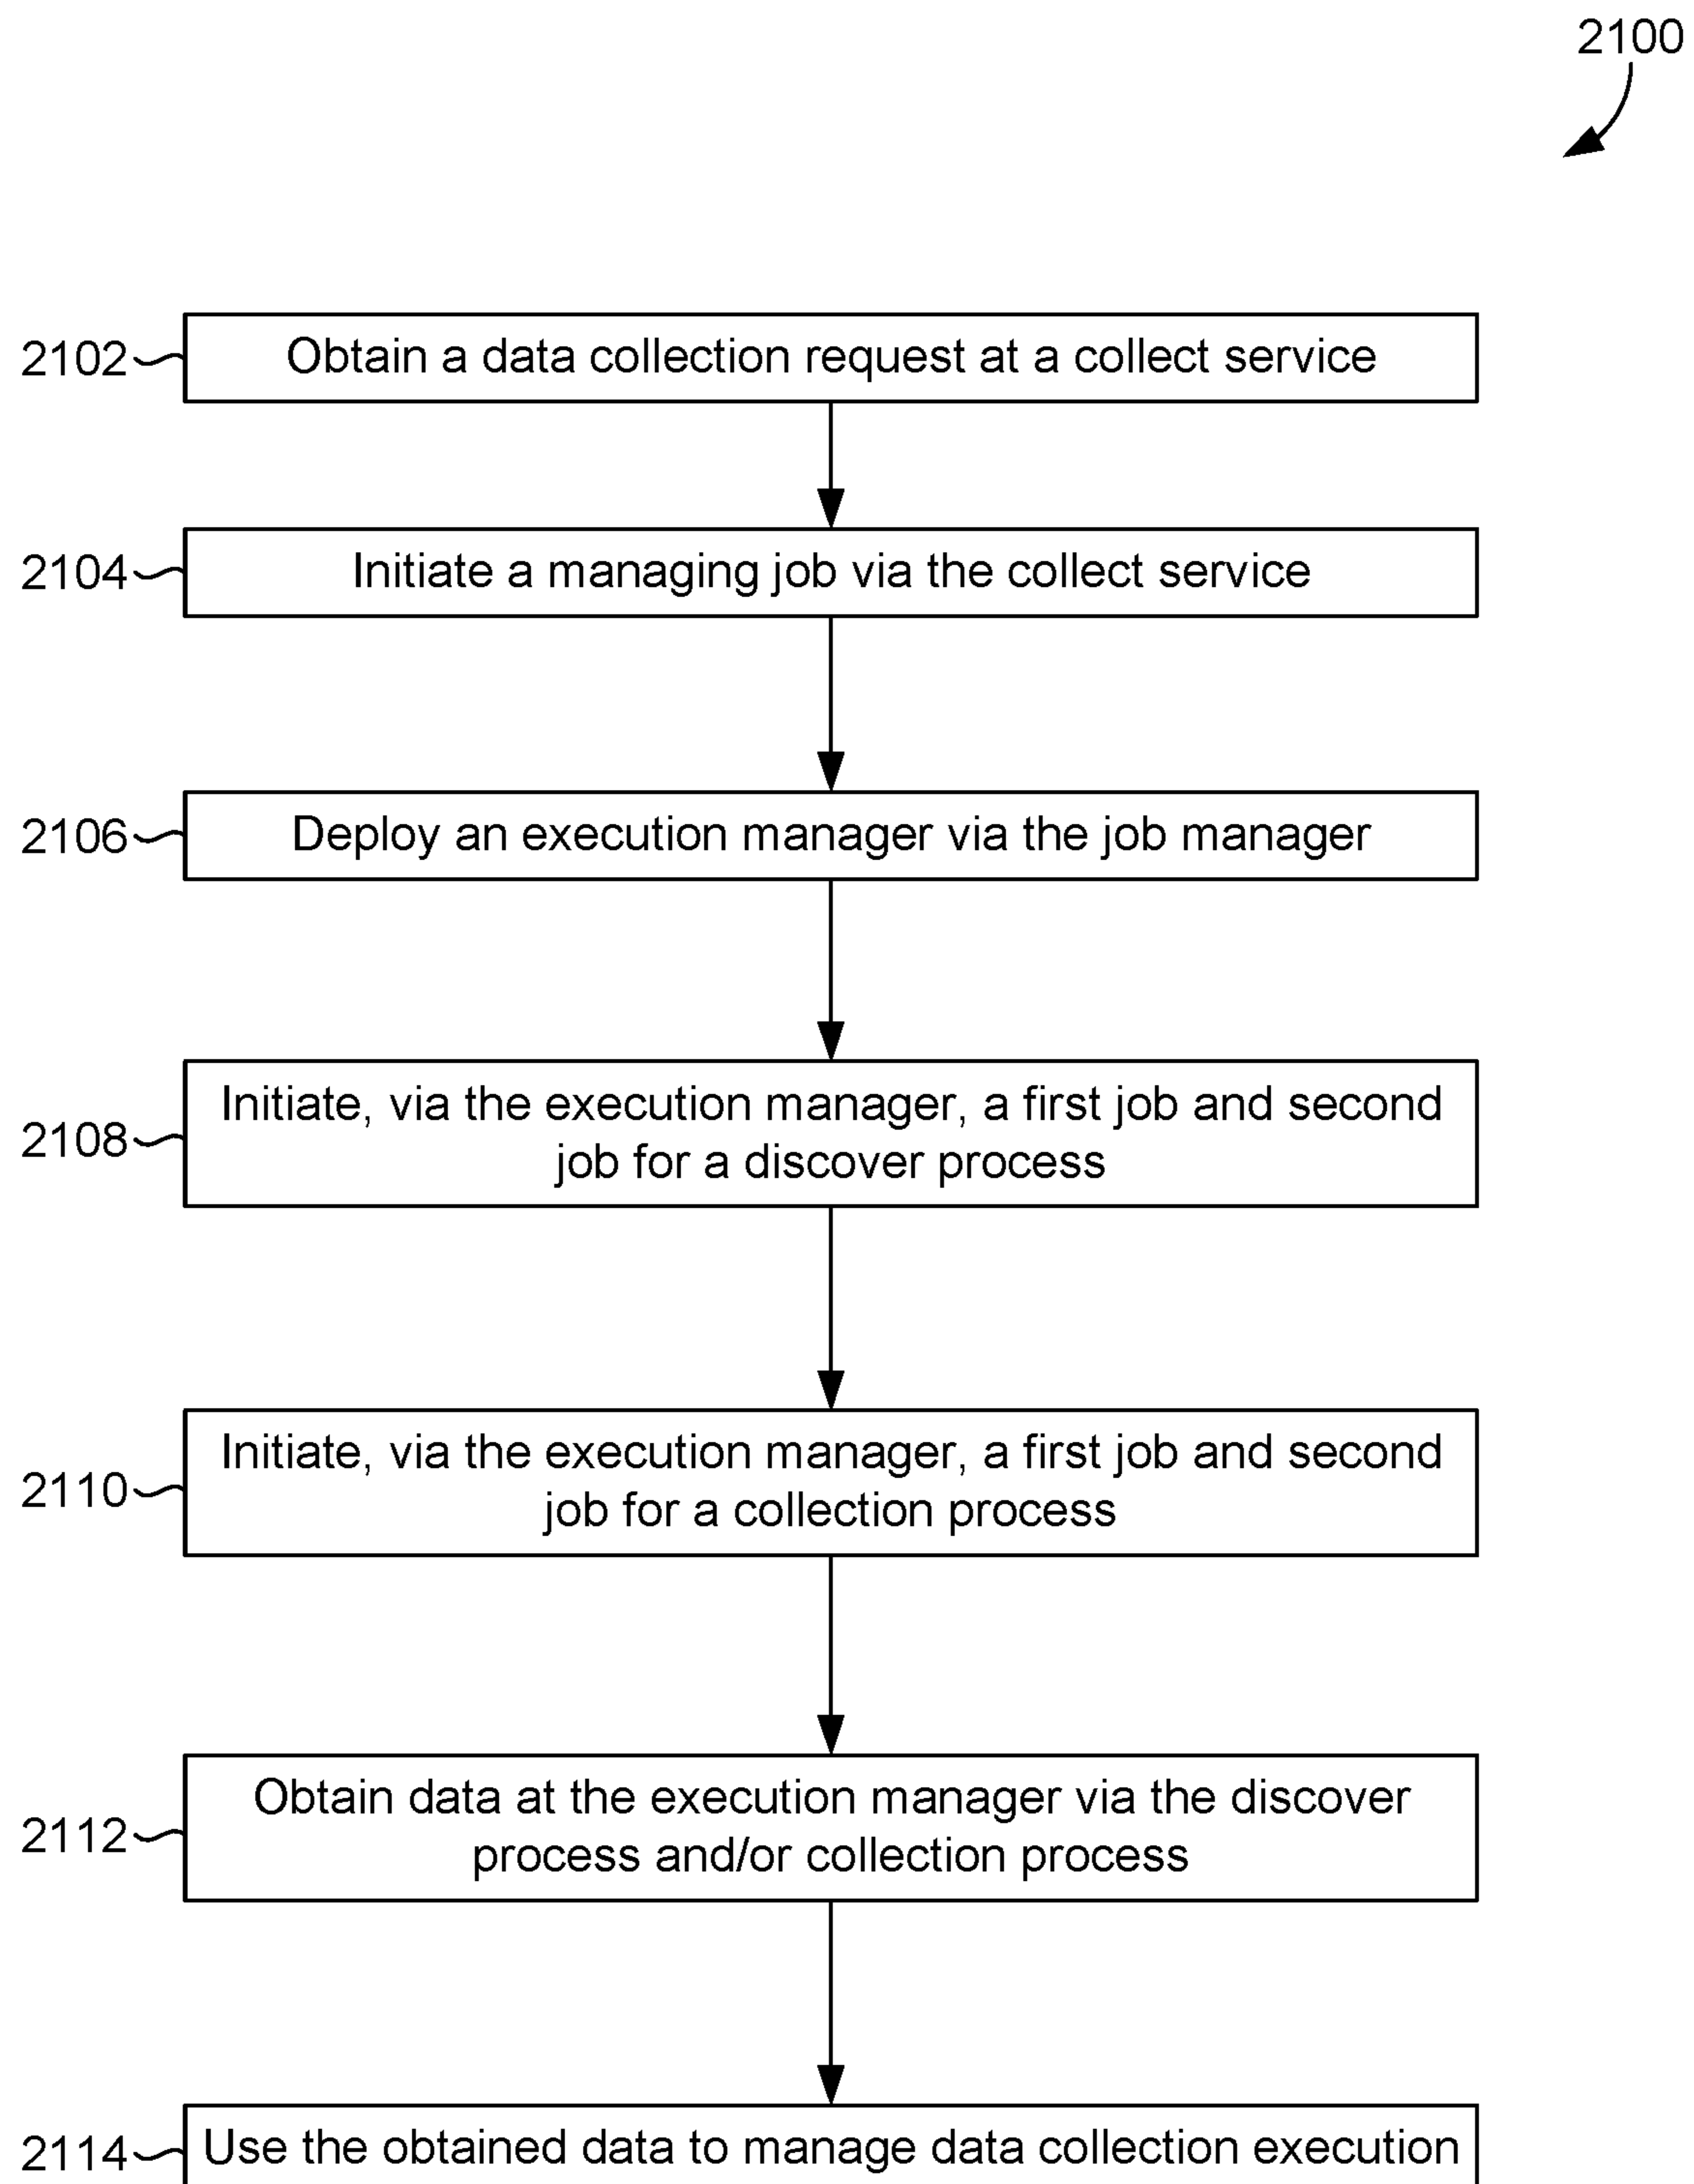 2100
2102
Obtain a data collection request at a collect service
2104
Initiate a managing job via the collect service
2106
Deploy an execution manager via the job manager
2108
Initiate, via the execution manager, a first job and second
job for a discover process
2110
Initiate, via the execution manager, a first job and second
job for a collection process
2112
Obtain data at the execution manager via the discover
process and/or collection process
2114
Use the obtained data to manage data collection execution